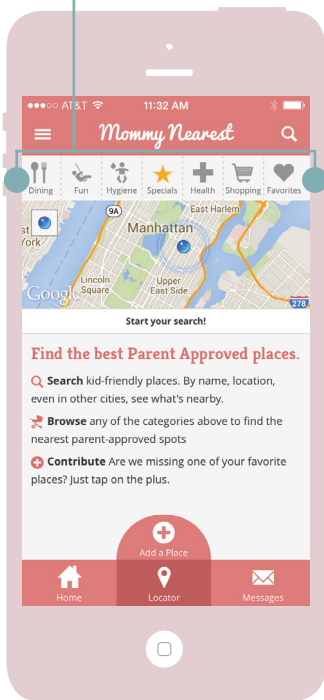 AT&T 11:32 AM
Mommy Nearest
Dining Fun Hygiene Specials Health Shopping Favorites
9A
East Harlem
st
York
Manhattan
Lincoln
Square
Upper
East Side
Google
278
Start your search!
Find the best Parent Approved places.
Search kid-friendly places. By name, location,
even in other cities, see what's nearby.
Browse any of the categories above to find the
nearest parent-approved spots
Contribute Are we missing one of your favorite
places? Just tap on the plus.
Add a Place
Home Locator Messages